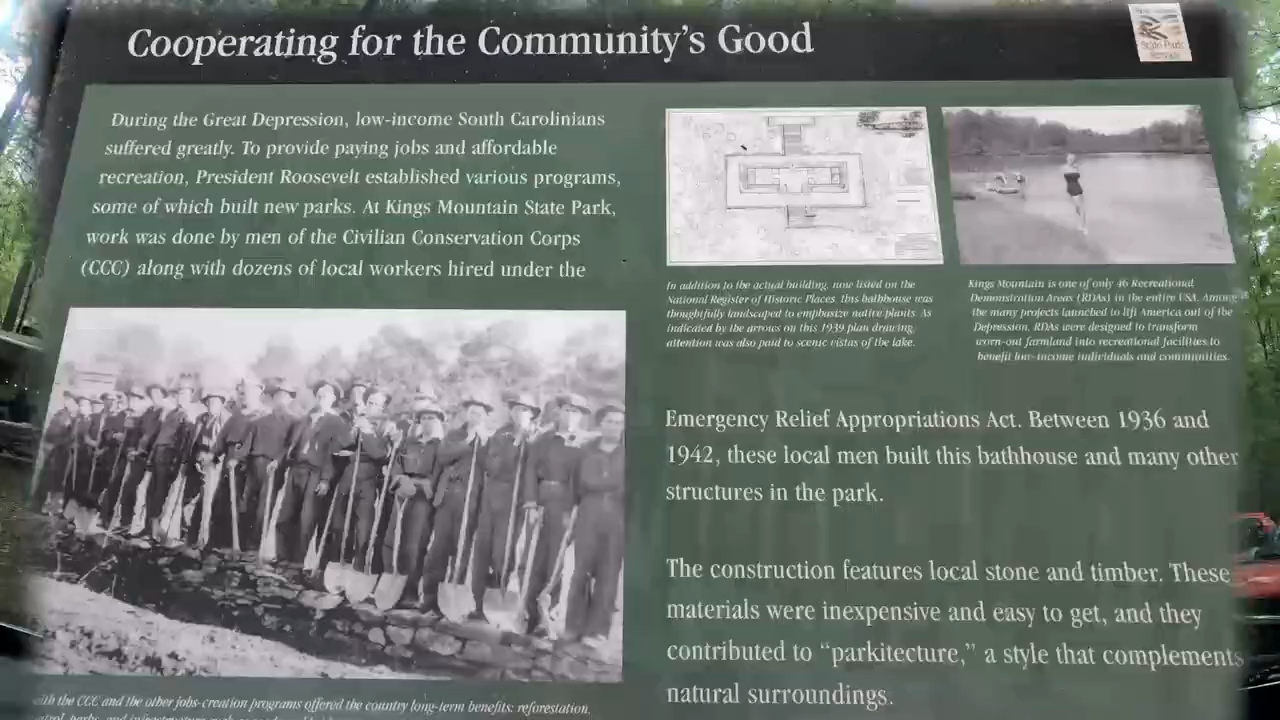 Cooperating for the Community's Good
State Park
During the Great Depression, low-income South Carolinians
suffered greatly. To provide paying jobs and affordable
recreation, President Roosevelt established various programs,
some of which built new parks. At Kings Mountain State Park,
work was done by men of the Civilian Conservation Corps
(CCC) along with dozens of local workers hired under the
In addition to the actual building, now listed on the
National Register of Historic Places, this bathhouse was
thoughtfully landscaped to emphasize native plants. As
indicated by the arrows on this 1939 plan drawing,
attention was also paid to scenic vistas of the lake.
Kings Mountain is one of only 46 Recreational
Demonstration Areas (RDAs) in the entire USA. Among
the many projects launched to lift America out of the
Depression, RDAs were designed to transform
worn-out farmland into recreational facilities to
benefit low-income individuals and communities.
Emergency Relief Appropriations Act. Between 1936 and
1942, these local men built this bathhouse and many other
structures in the park.
The construction features local stone and timber. These
materials were inexpensive and easy to get, and they
contributed to “parkitecture,” a style that complements
natural surroundings.
with the CCC and the other jobs-creation programs offered the country long-term benefits: reforestation,